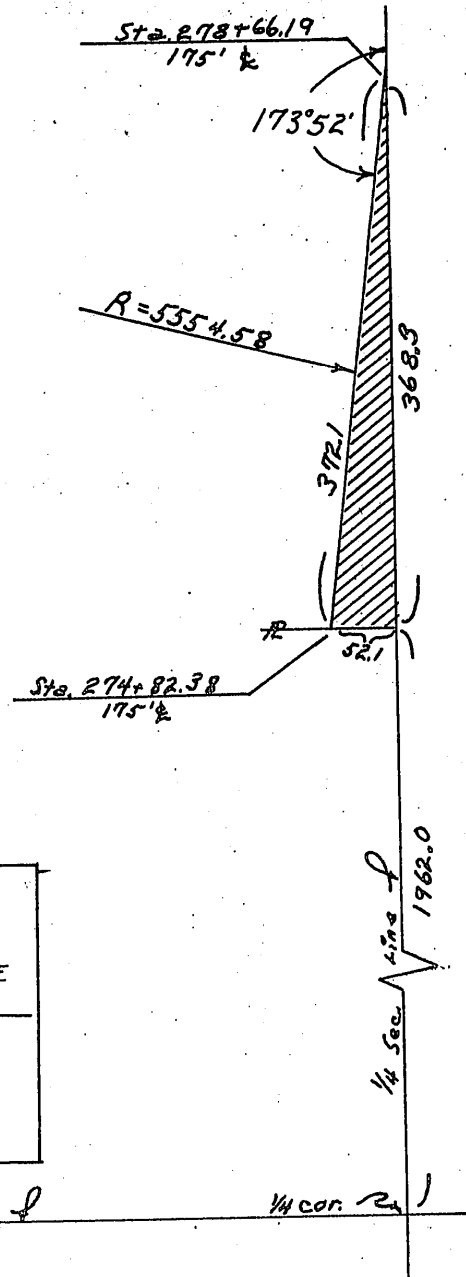 Sta. 278+66.19
175' ℄
173°52'
R = 5554.58
368.3
372.1
52.1
Sta. 274+82.38
175' ℄
1962.0
1/4 Sec. Line
E
1/4 cor.